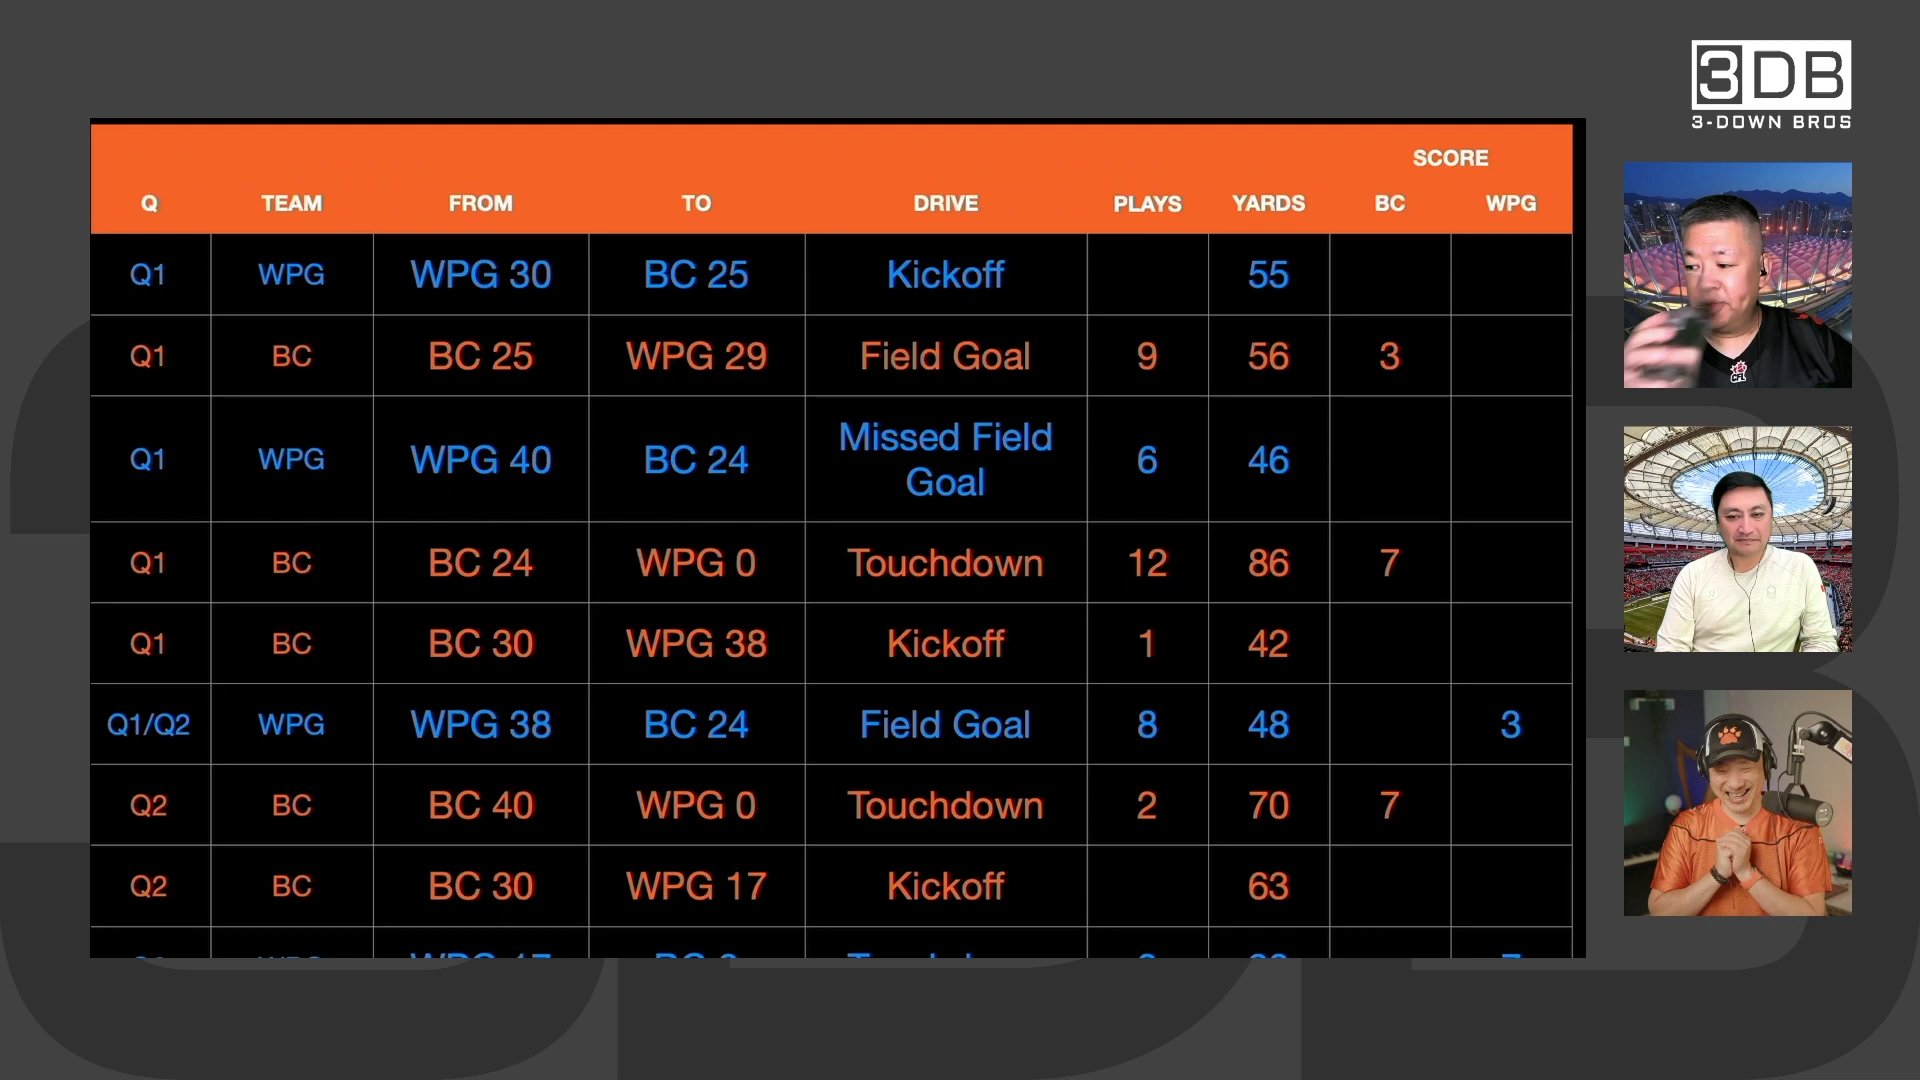 3DB
3-DOWN BROS
SCORE
Q TEAM FROM TO DRIVE PLAYS YARDS BC WPG
Q1 WPG WPG 30 BC 25 Kickoff 55
Q1 BC BC 25 WPG 29 Field Goal 9 56 3
Q1 WPG WPG 40 BC 24 Missed Field Goal 6 46
Q1 BC BC 24 WPG 0 Touchdown 12 86 7
Q1 BC BC 30 WPG 38 Kickoff 1 42
Q1/Q2 WPG WPG 38 BC 24 Field Goal 8 48 3
Q2 BC BC 40 WPG 0 Touchdown 2 70 7
Q2 BC BC 30 WPG 17 Kickoff 63
CFL